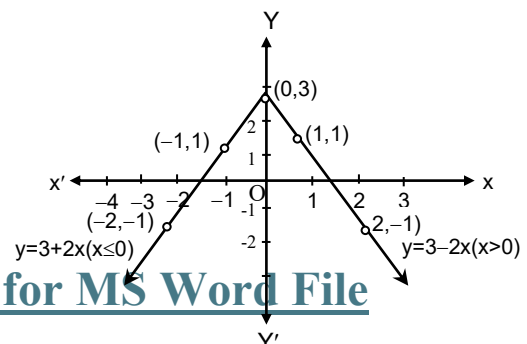 Y
(0,3)
2
(–1,1)
(1,1)
1
x′
O
x
–4 –3 –2 –1 1 2 3
-1
(–2,–1)
2,–1)
-2
y=3+2x(x≤0)
y=3–2x(x>0)
for MS Word File
Y′